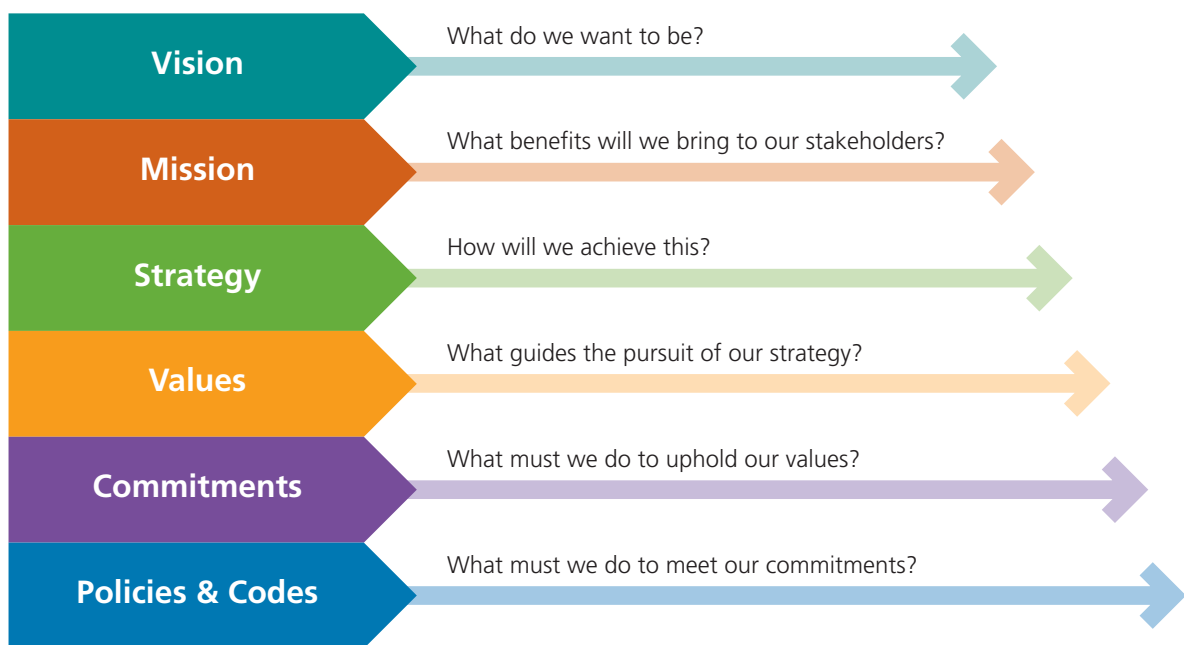 Vision
What do we want to be?
Mission
What benefits will we bring to our stakeholders?
Strategy
How will we achieve this?
Values
What guides the pursuit of our strategy?
Commitments
What must we do to uphold our values?
Policies & Codes
What must we do to meet our commitments?